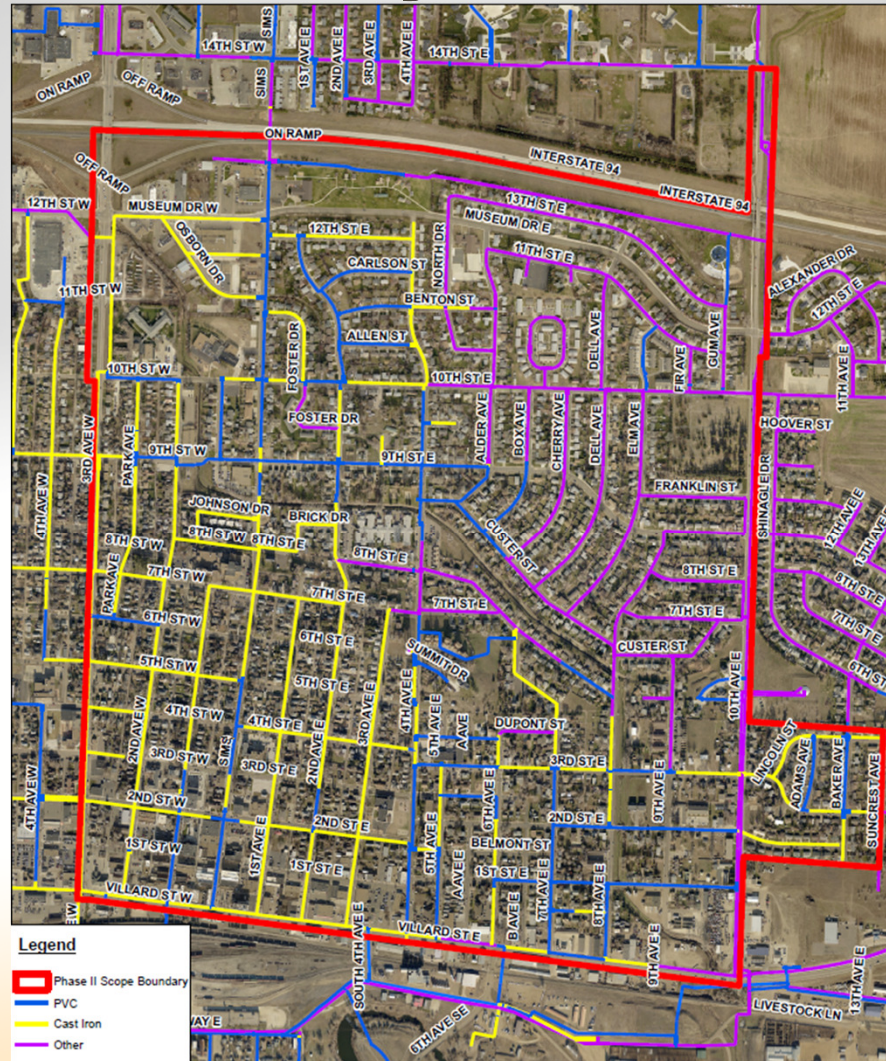 14TH ST W
SIMS
SIMS
1ST AVE E
2ND AVE E
3RD AVE E
4TH AVE E
14TH ST E
ON RAMP
OFF RAMP
ON RAMP
INTERSTATE 94
INTERSTATE 94
OFF RAMP
12TH ST W
MUSEUM DR W
OSBORN DR
12TH ST E
CARLSON ST
NORTH DR
13TH ST E
MUSEUM DR E
11TH ST E
ALEXANDER DR
12TH ST E
11TH ST W
BENTON ST
ALLEN ST
FOSTER DR
DELL AVE
FIR AVE
GUM AVE
11TH AVE E
10TH ST W
10TH ST E
FOSTER DR
3RD AVE W
PARK AVE
4TH AVE W
9TH ST W
9TH ST E
ALDER AVE
BOX AVE
CHERRY AVE
DELL AVE
ELM AVE
HOOVER ST
SHINAGLE DR
FRANKLIN ST
12TH AVE E
13TH AVE E
JOHNSON DR
BRICK DR
8TH ST W
8TH ST W
8TH ST E
CUSTER ST
8TH ST E
8TH ST E
8TH ST E
7TH ST W
PARK AVE
7TH ST E
7TH ST E
7TH ST E
7TH ST E
6TH ST W
6TH ST E
SUMMIT DR
CUSTER ST
6TH ST
5TH ST W
5TH ST E
10TH AVE E
4TH ST W
4TH ST E
2ND AVE W
SIMS
2ND AVE E
3RD AVE E
4TH AVE E
5TH AVE E
A AVE
DUPONT ST
LINCOLN ST
ADAMS AVE
BAKER AVE
SUNCREST AVE
3RD ST W
3RD ST E
3RD ST E
9TH AVE E
4TH AVE W
2ND ST W
2ND ST E
6TH AVE E
2ND ST E
1ST ST W
1ST AVE E
1ST ST E
5TH AVE E
A AVE E
BELMONT ST
1ST ST E
VILLARD ST W
VILLARD ST E
B AVE E
7TH AVE E
8TH AVE E
9TH AVE E
E W
SOUTH 4TH AVE E
6TH AVE SE
LIVESTOCK LN
13TH AVE E
WAY E
Legend
Phase II Scope Boundary
PVC
Cast Iron
Other